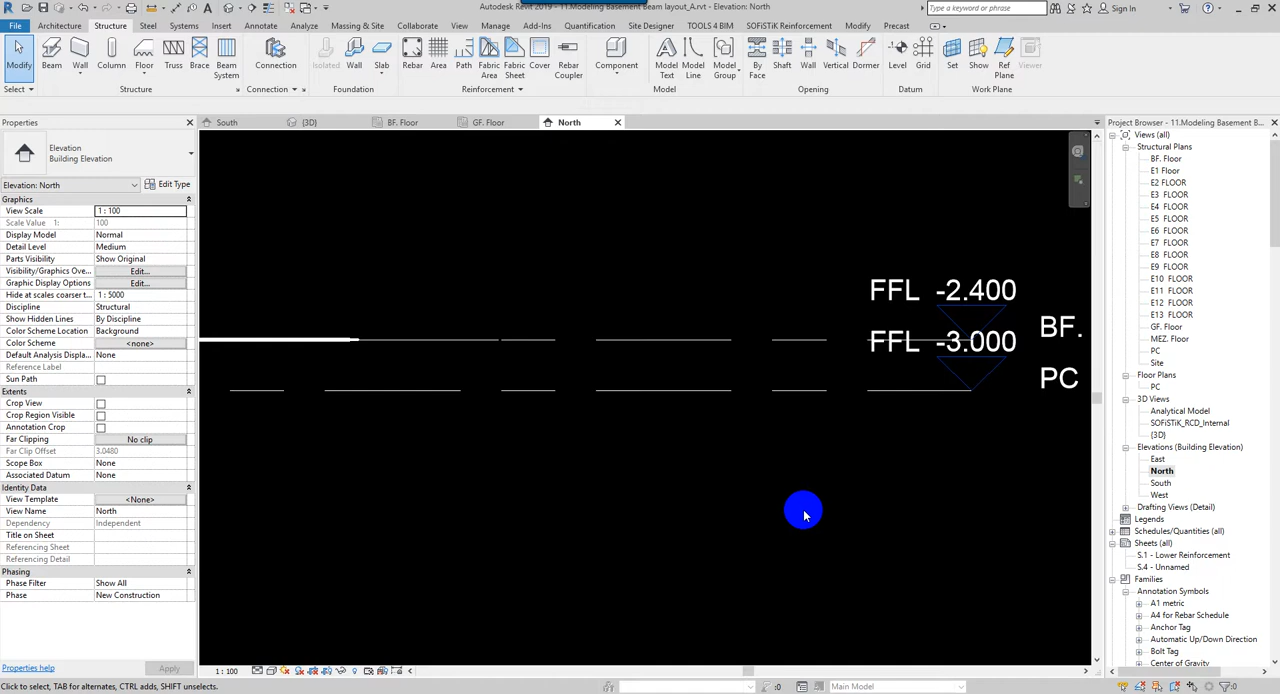 Autodesk Revit 2019 - 11.Modeling Basement Beam layout_A.rvt - Elevation: North
Type a keyword or phrase
Sign In
File Architecture Structure Steel Systems Insert Annotate Analyze Massing & Site Collaborate View Manage Add-Ins Quantification Site Designer TOOLS 4 BIM SOFiSTiK Reinforcement Modify Precast
Modify Beam Wall Column Floor Truss Brace Beam System Connection Isolated Wall Slab Rebar Area Path Fabric Area Fabric Sheet Cover Rebar Coupler Component Model Text Model Line Model Group By Face Shaft Wall Vertical Dormer Level Grid Set Show Ref Plane Viewer
Select Structure Connection Foundation Reinforcement Model Opening Datum Work Plane
Properties
South {3D} BF. Floor GF. Floor North
Project Browser - 11.Modeling Basement B...
Elevation
Building Elevation
Elevation: North
Edit Type
Graphics
View Scale 1 : 100
Scale Value 1: 100
Display Model Normal
Detail Level Medium
Parts Visibility Show Original
Visibility/Graphics Ove... Edit...
Graphic Display Options Edit...
Hide at scales coarser t... 1 : 5000
Discipline Structural
Show Hidden Lines By Discipline
Color Scheme Location Background
Color Scheme <none>
Default Analysis Displa... None
Reference Label
Sun Path
Extents
Crop View
Crop Region Visible
Annotation Crop
Far Clipping No clip
Far Clip Offset 3.0480
Scope Box None
Associated Datum None
Identity Data
View Template <None>
View Name North
Dependency Independent
Title on Sheet
Referencing Sheet
Referencing Detail
Phasing
Phase Filter Show All
Phase New Construction
Properties help
Apply
FFL -2.400
BF.
FFL -3.000
PC
Views (all)
Structural Plans
BF. Floor
E1 Floor
E2 FLOOR
E3 FLOOR
E4 FLOOR
E5 FLOOR
E6 FLOOR
E7 FLOOR
E8 FLOOR
E9 FLOOR
E10 FLOOR
E11 FLOOR
E12 FLOOR
E13 FLOOR
GF. Floor
MEZ. Floor
PC
Site
Floor Plans
PC
3D Views
Analytical Model
SOFiSTiK_RCD_Internal
{3D}
Elevations (Building Elevation)
East
North
South
West
Drafting Views (Detail)
Legends
Schedules/Quantities (all)
Sheets (all)
S.1 - Lower Reinforcement
S.4 - Unnamed
Families
Annotation Symbols
A1 metric
A4 for Rebar Schedule
Anchor Tag
Automatic Up/Down Direction
Bolt Tag
Center of Gravity
1 : 100
Click to select, TAB for alternates, CTRL adds, SHIFT unselects.
:0
Main Model
:0